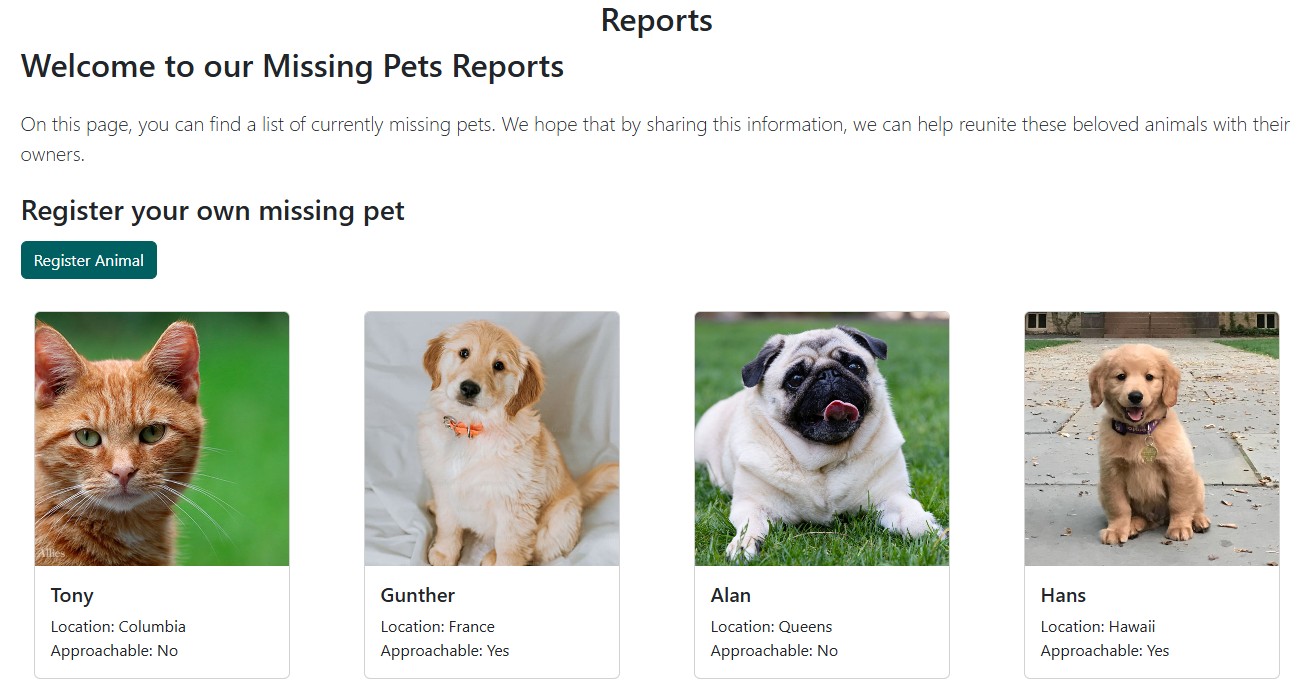 Reports
Welcome to our Missing Pets Reports
On this page, you can find a list of currently missing pets. We hope that by sharing this information, we can help reunite these beloved animals with their
owners.
Register your own missing pet
Register Animal
Allies
Tony
Location: Columbia
Approachable: No
Gunther
Location: France
Approachable: Yes
Alan
Location: Queens
Approachable: No
Hans
Location: Hawaii
Approachable: Yes